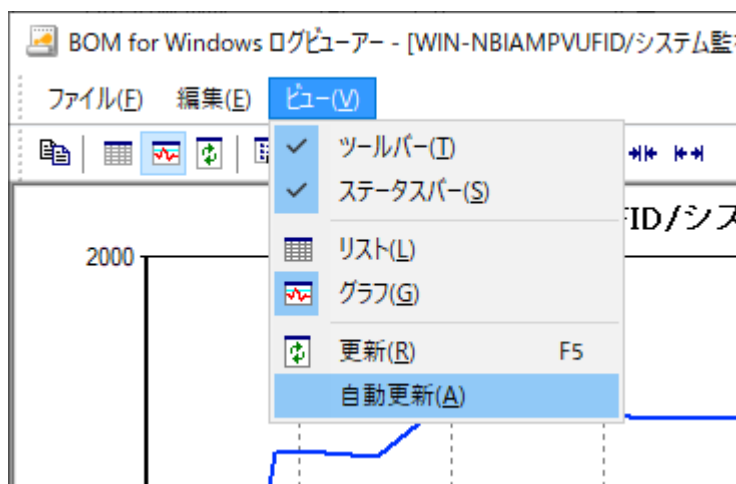 BOM for Windows ログビューアー - [WIN-NBIAMPVUFID/システム監
ファイル(F) 編集(E) ビュー(V)
ツールバー(T)
ステータスバー(S)
FID/システ
2000
リスト(L)
グラフ(G)
更新(R) F5
自動更新(A)